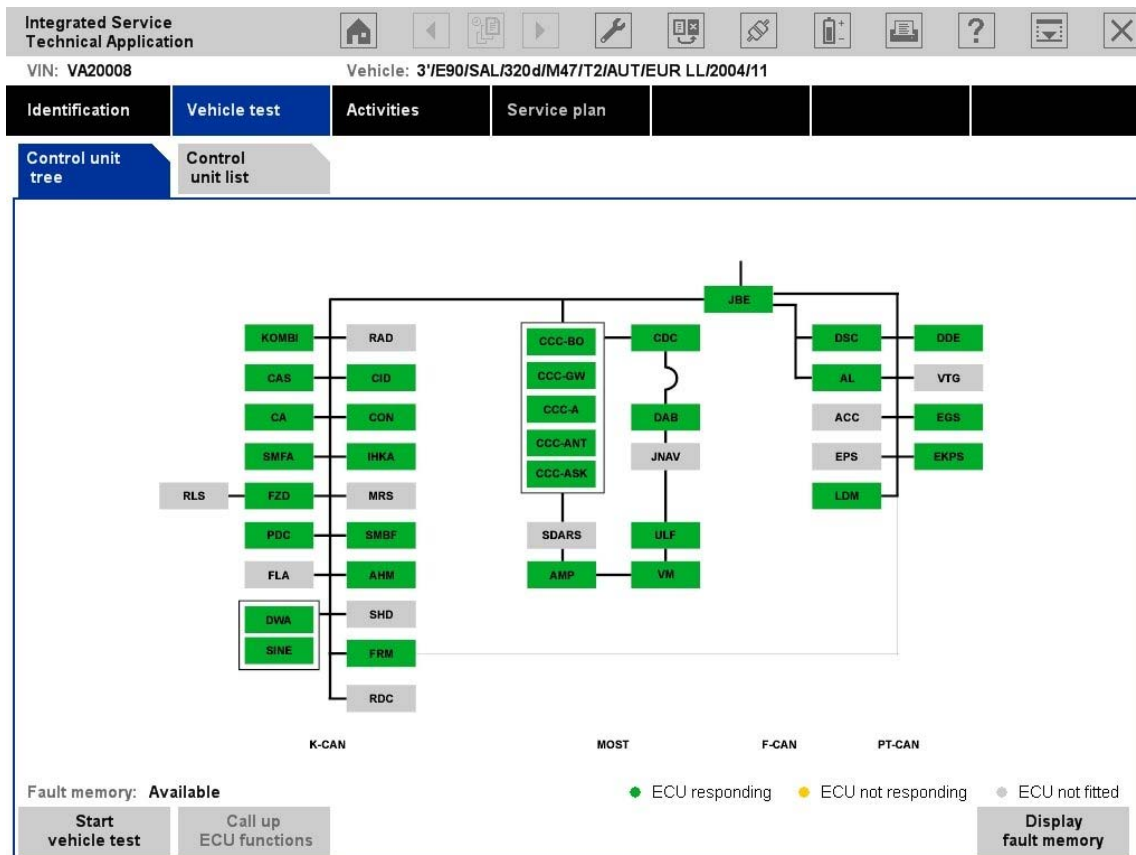 Integrated Service
Technical Application
VIN: VA20008 Vehicle: 3'/E90/SAL/320d/M47/T2/AUT/EUR LL/2004/11
Identification Vehicle test Activities Service plan
Control unit
tree
Control
unit list
JBE
KOMBI RAD CCC-BO CDC DSC DDE
CAS CID CCC-GW AL VTG
CA CON CCC-A DAB ACC EGS
SMFA IHKA CCC-ANT JNAV EPS EKPS
CCC-ASK
RLS FZD MRS LDM
PDC SMBF SDARS ULF
FLA AHM AMP VM
DWA SHD
SINE FRM
RDC
K-CAN MOST F-CAN PT-CAN
Fault memory: Available ECU responding ECU not responding ECU not fitted
Start
vehicle test
Call up
ECU functions
Display
fault memory